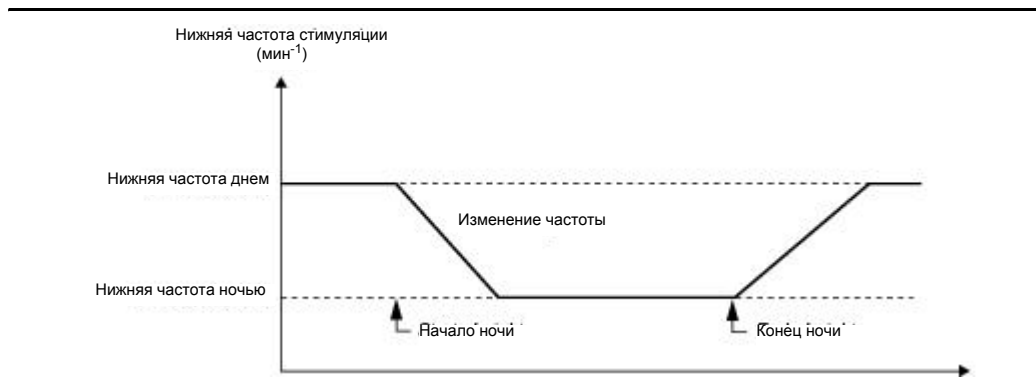 Нижняя частота стимуляции
(мин-1)
Нижняя частота днем
Изменение частоты
Нижняя частота ночью
Начало ночи
Конец ночи